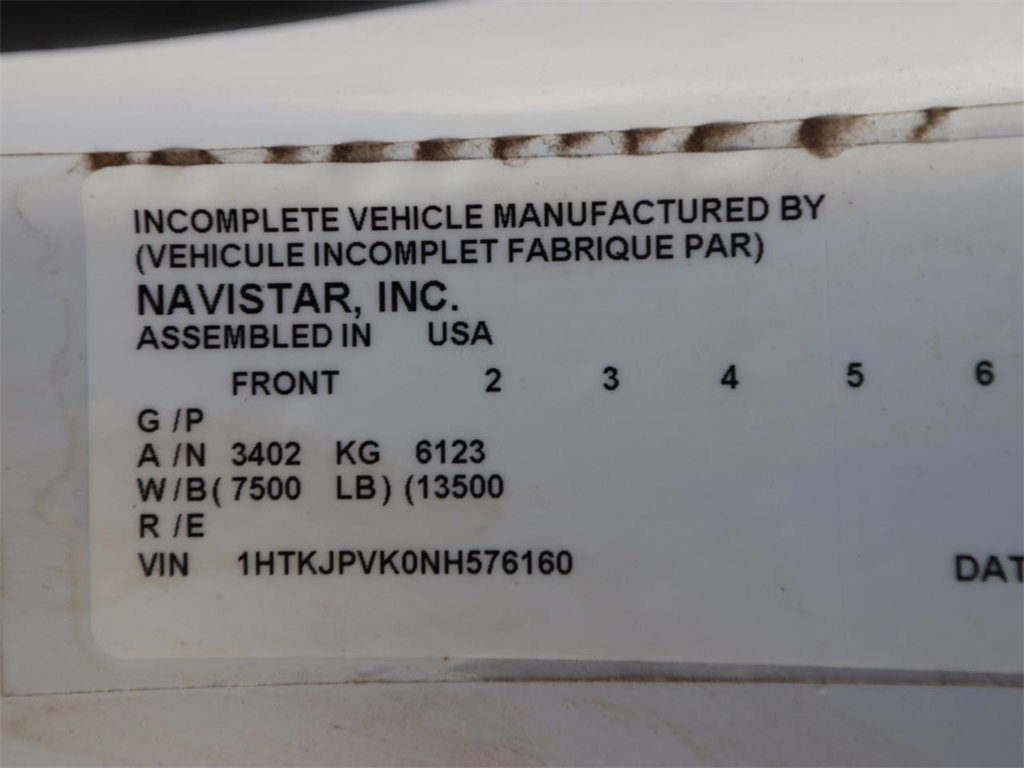 INCOMPLETE VEHICLE MANUFACTURED BY
(VEHICULE INCOMPLET FABRIQUE PAR)
NAVISTAR, INC.
ASSEMBLED IN USA
FRONT 2 3 4 5 6
G /P
A /N 3402 KG 6123
W/B( 7500 LB) (13500
R /E
VIN 1HTKJPVK0NH576160 DAT